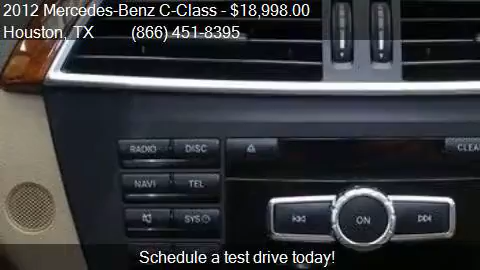 2012 Mercedes-Benz C-Class - $18,998.00
Houston, TX (866) 451-8395
RADIO DISC
CLEAR
NAVI TEL
SYS
ON
Schedule a test drive today!